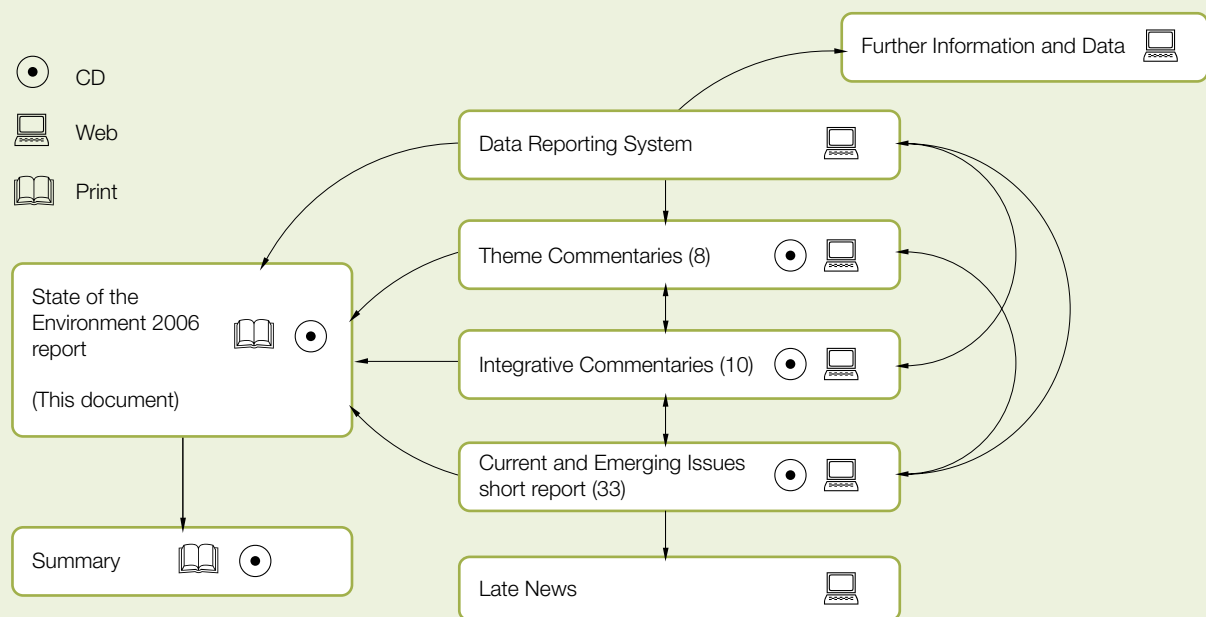 Further Information and Data
CD
Web
Print
Data Reporting System
Theme Commentaries (8)
State of the
Environment 2006
report
(This document)
Integrative Commentaries (10)
Current and Emerging Issues
short report (33)
Summary
Late News